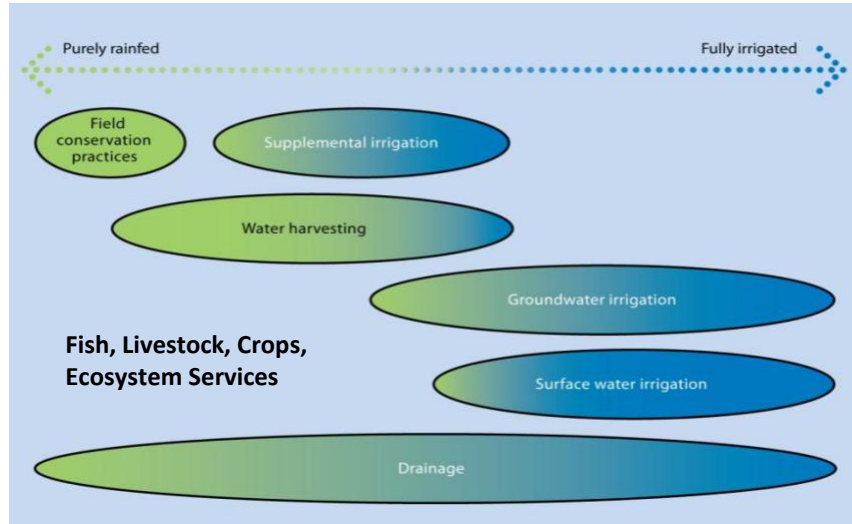 Purely rainfed
Fully irrigated
Field
conservation
practices
Supplemental irrigation
Water harvesting
Groundwater irrigation
Fish, Livestock, Crops,
Ecosystem Services
Surface water irrigation
Drainage